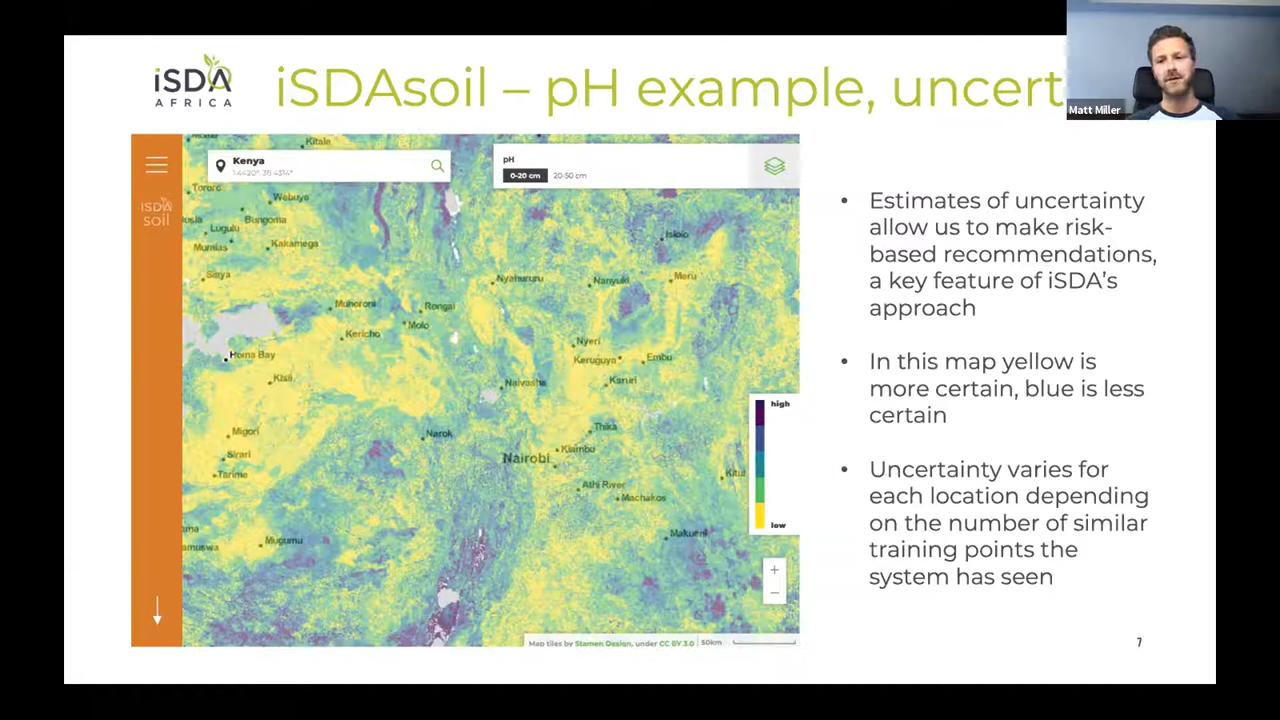 iSDA
AFRICA
iSDAsoil – pH example, uncert
Matt Miller
Kitale
Kenya
pH
0-20 cm 20-50 cm
iSDA
soil
Tororo
Webuye
Lugulu
Bungoma
Mumias
Kakamega
Isiolo
Siaya
Nyahururu
Nanyuki
Meru
Muhoroni
Rongai
Molo
Kericho
Nyeri
Homa Bay
Keruguya
Embu
Kisii
Naivasha
Karuri
Migori
Narok
Thika
Sirari
Nairobi
Kiambu
Tarime
Kitui
Athi River
Machakos
Mugumu
Makueni
high
low
+
−
Map tiles by Stamen Design, under CC BY 3.0
50km
• Estimates of uncertainty
allow us to make risk-
based recommendations,
a key feature of iSDA's
approach
• In this map yellow is
more certain, blue is less
certain
• Uncertainty varies for
each location depending
on the number of similar
training points the
system has seen
7